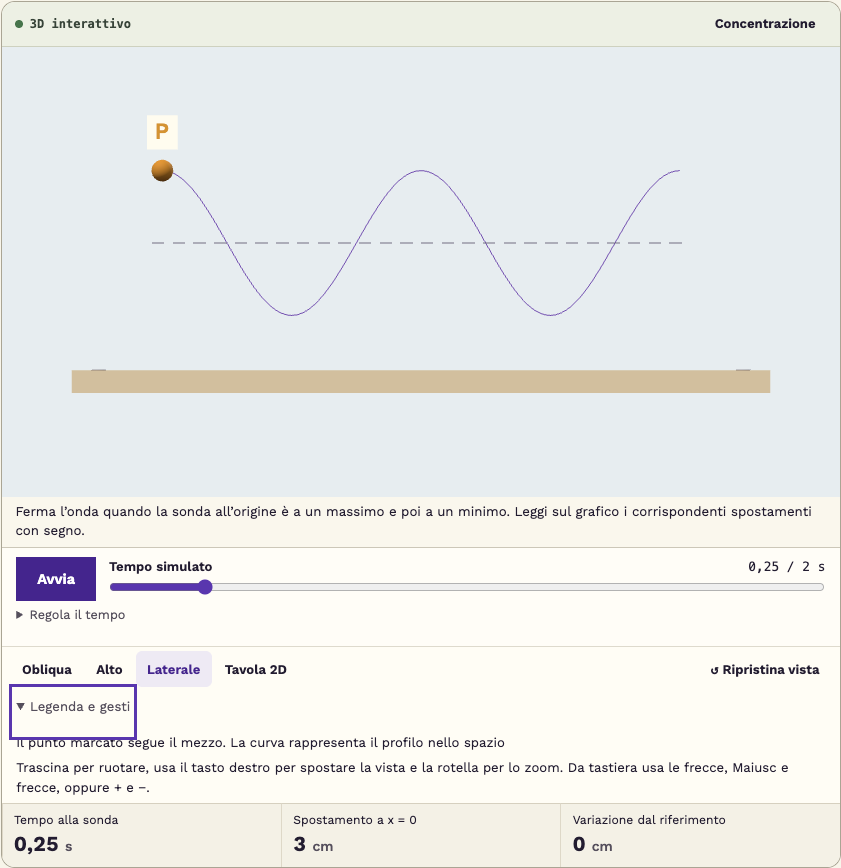 3D interattivo
Concentrazione
P
Ferma l’onda quando la sonda all’origine è a un massimo e poi a un minimo. Leggi sul grafico i corrispondenti spostamenti
con segno.
Avvia
Tempo simulato
0,25 / 2 s
▶ Regola il tempo
Obliqua
Alto
Laterale
Tavola 2D
↺ Ripristina vista
▼ Legenda e gesti
Il punto marcato segue il mezzo. La curva rappresenta il profilo nello spazio
Trascina per ruotare, usa il tasto destro per spostare la vista e la rotella per lo zoom. Da tastiera usa le frecce, Maiusc e
frecce, oppure + e −.
Tempo alla sonda
0,25 s
Spostamento a x = 0
3 cm
Variazione dal riferimento
0 cm